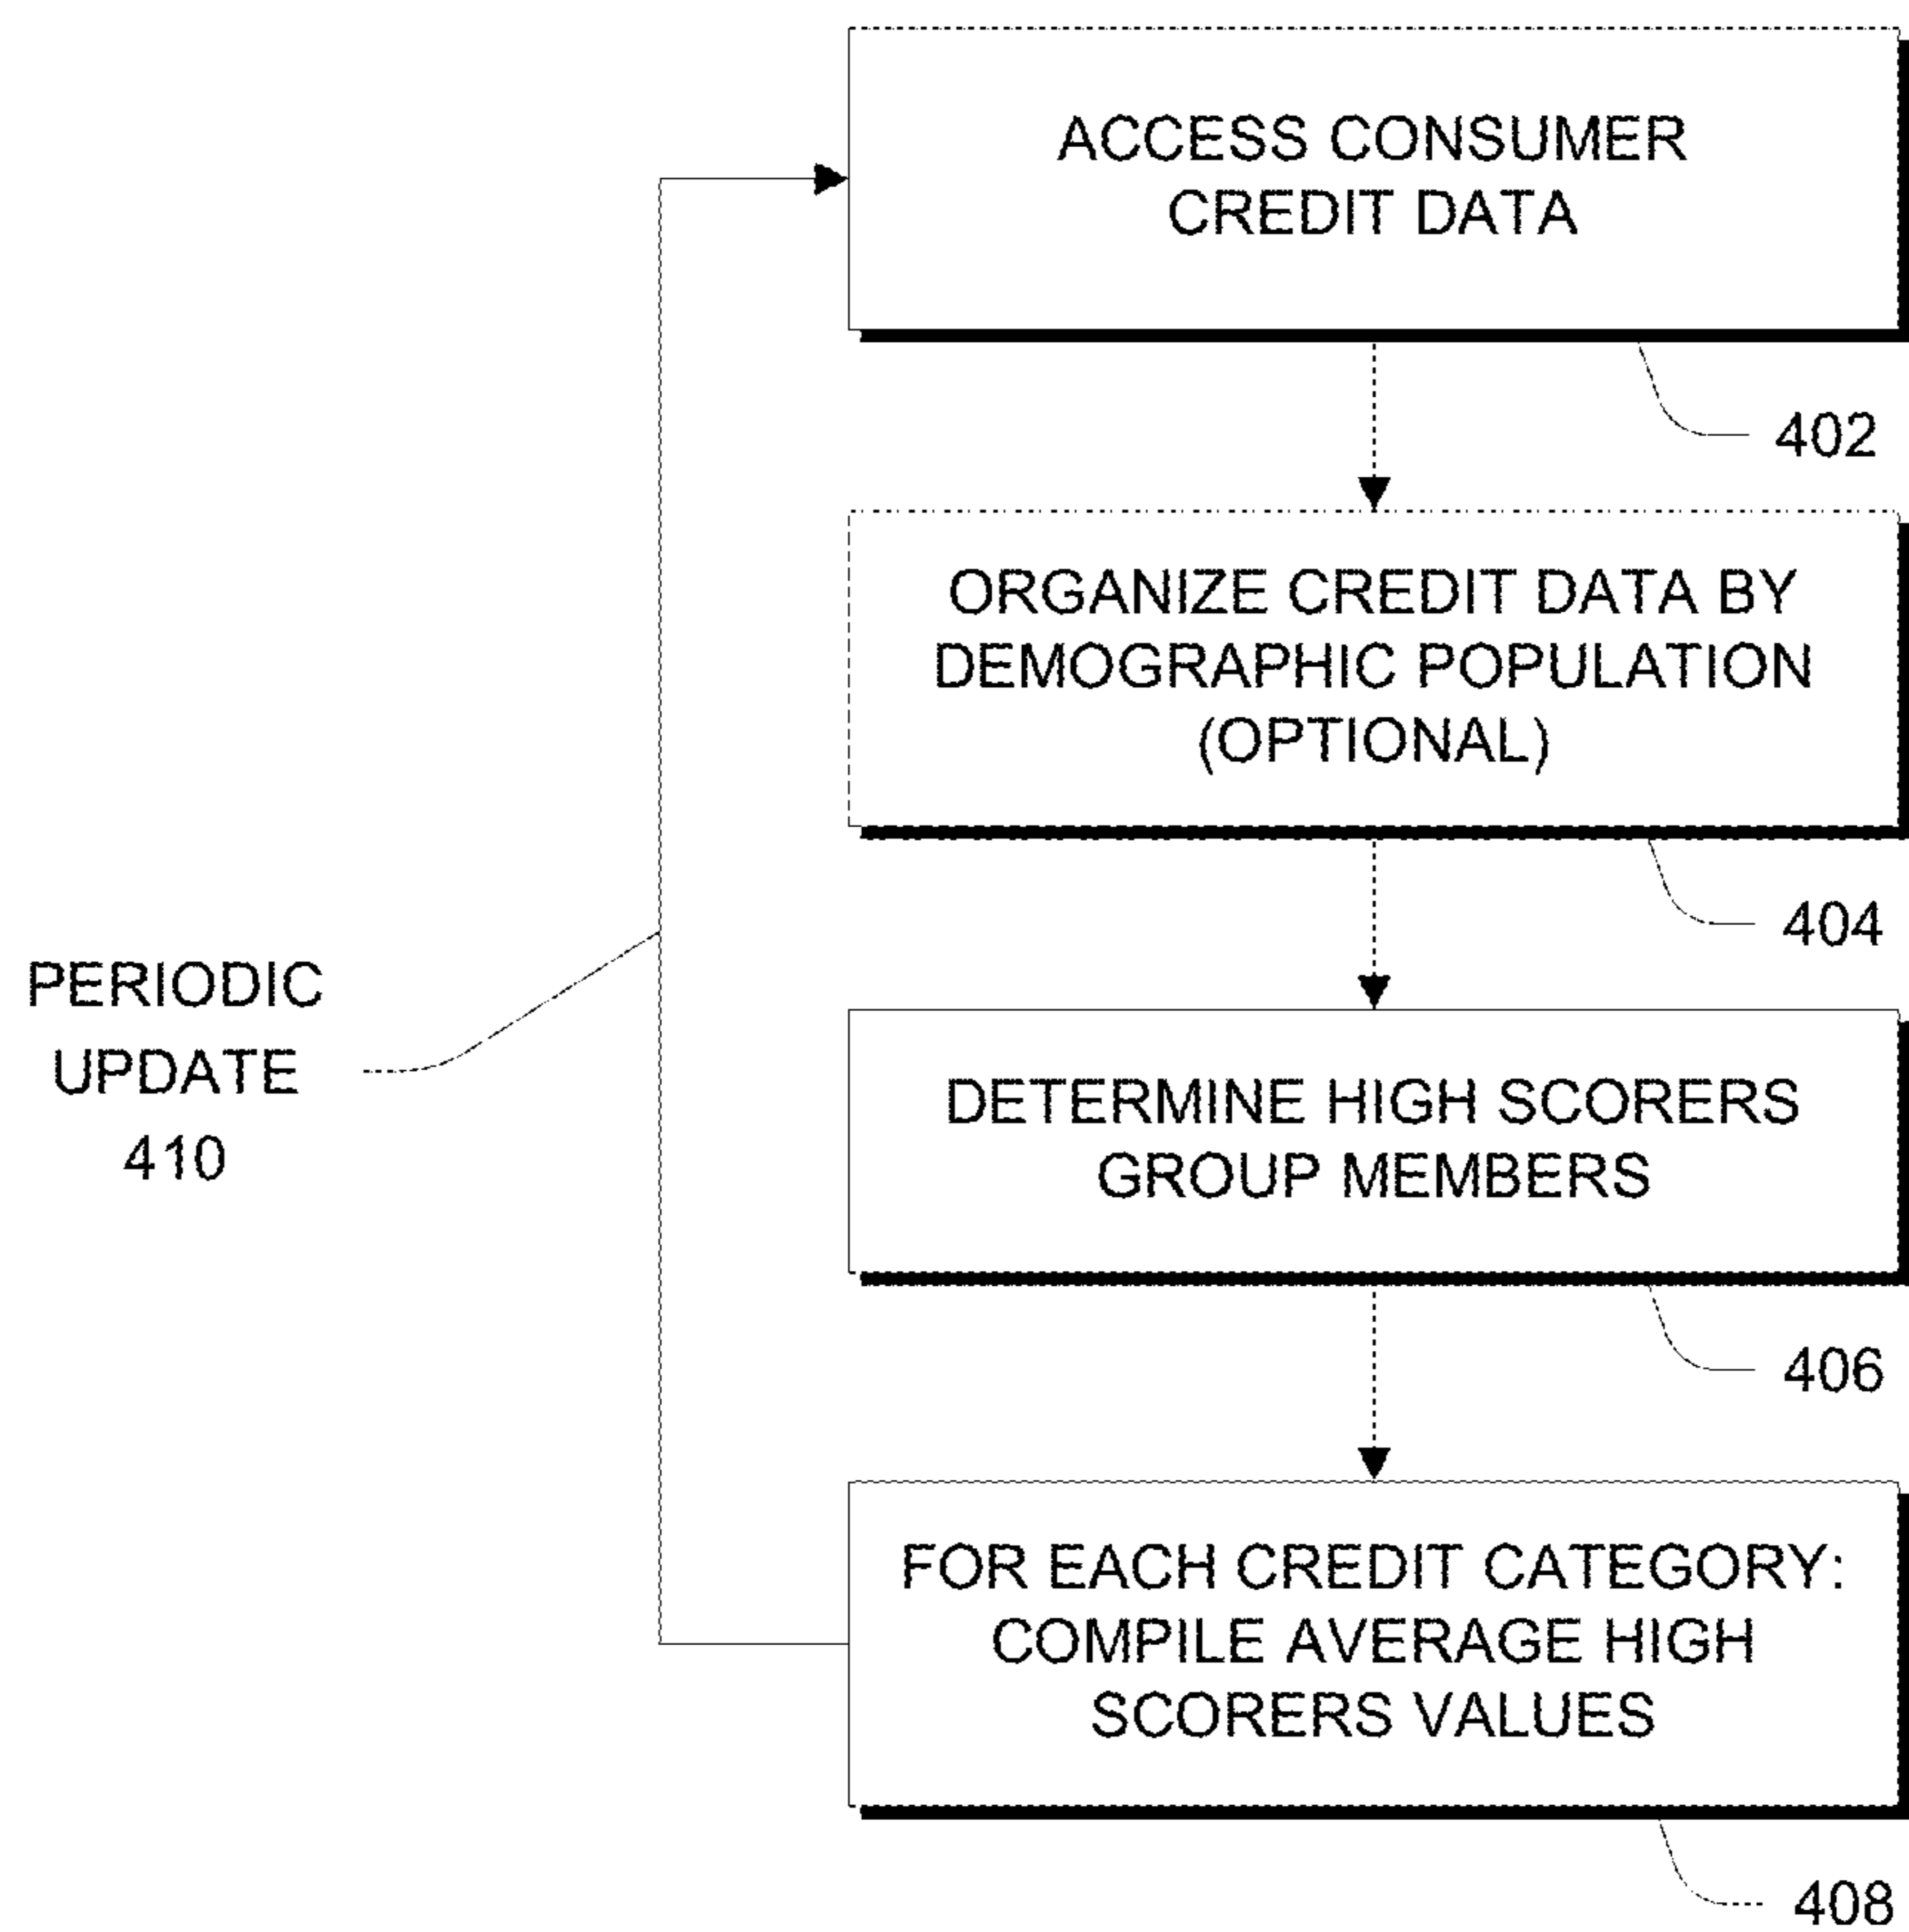 ACCESS CONSUMER
CREDIT DATA
402
ORGANIZE CREDIT DATA BY
DEMOGRAPHIC POPULATION
(OPTIONAL)
404
PERIODIC
UPDATE
410
DETERMINE HIGH SCORERS
GROUP MEMBERS
406
FOR EACH CREDIT CATEGORY:
COMPILE AVERAGE HIGH
SCORERS VALUES
408